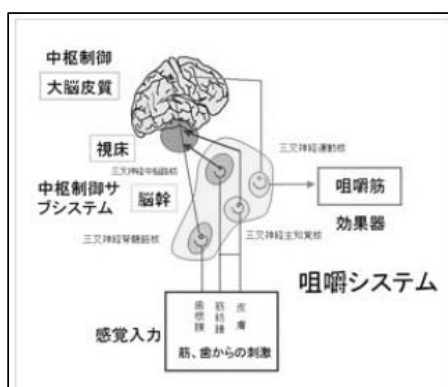 中枢制御
大脳皮質
視床
三叉神経中脳路核
三叉神経運動核
中枢制御サ
ブシステム
脳幹
咀嚼筋
効果器
三叉神経脊髄路核
三叉神経主知覚核
咀嚼システム
感覚入力
歯根膜
筋紡錘
皮膚
筋、歯からの刺激